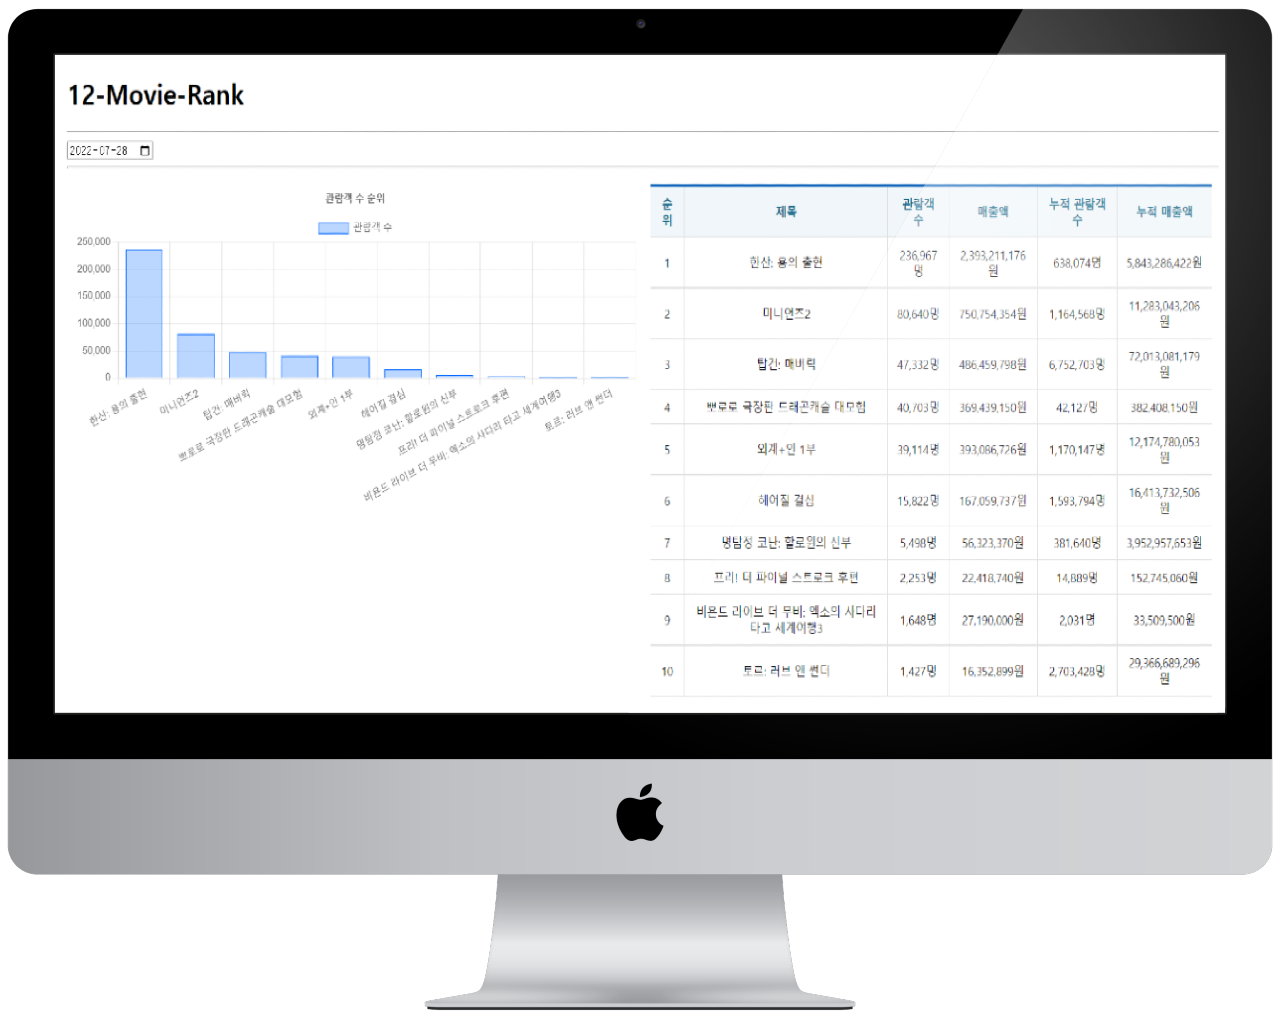 12-Movie-Rank
2022-07-28
관람객 수 순위
관람객 수
250,000
200,000
150,000
100,000
50,000
0
한산: 용의 출현
미니언즈2
탑건: 매버릭
뽀로로 극장판 드래곤캐슬 대모험
외계+인 1부
헤어질 결심
명탐정 코난: 할로윈의 신부
프리! 더 파이널 스트로크 후편
비욘드 라이브 더 무비: 엑소의 사다리 타고 세계여행3
토르: 러브 앤 썬더
순
위
제목
관람객
수
매출액
누적 관람객
수
누적 매출액
1
한산: 용의 출현
236,967
명
2,393,211,176
원
638,074명
5,843,286,422원
2
미니언즈2
80,640명
750,754,354원
1,164,568명
11,283,043,206
원
3
탑건: 매버릭
47,332명
486,459,798원
6,752,703명
72,013,081,179
원
4
뽀로로 극장판 드래곤캐슬 대모험
40,703명
369,439,150원
42,127명
382,408,150원
5
외계+인 1부
39,114명
393,086,726원
1,170,147명
12,174,780,053
원
6
헤어질 결심
15,822명
167,059,737원
1,593,794명
16,413,732,506
원
7
명탐정 코난: 할로윈의 신부
5,498명
56,323,370원
381,640명
3,952,957,653원
8
프리! 더 파이널 스트로크 후편
2,253명
22,418,740원
14,889명
152,745,060원
9
비욘드 라이브 더 무비: 엑소의 사다리
타고 세계여행3
1,648명
27,190,000원
2,031명
33,509,500원
10
토르: 러브 앤 썬더
1,427명
16,352,899원
2,703,428명
29,366,689,296
원